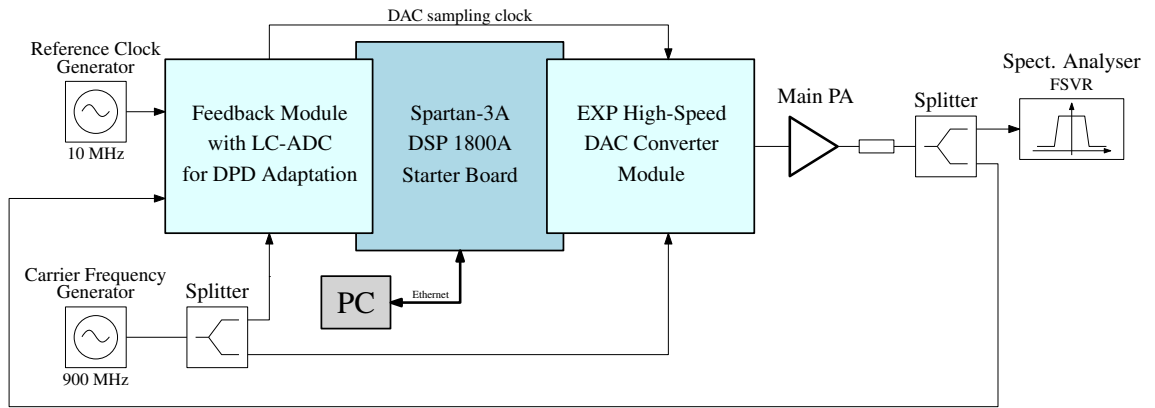 DAC sampling clock
Reference Clock
Generator
10 MHz
Feedback Module
with LC-ADC
for DPD Adaptation
Spartan-3A
DSP 1800A
Starter Board
EXP High-Speed
DAC Converter
Module
Main PA
Splitter
Spect. Analyser
FSVR
Carrier Frequency
Generator
900 MHz
Splitter
PC
Ethernet